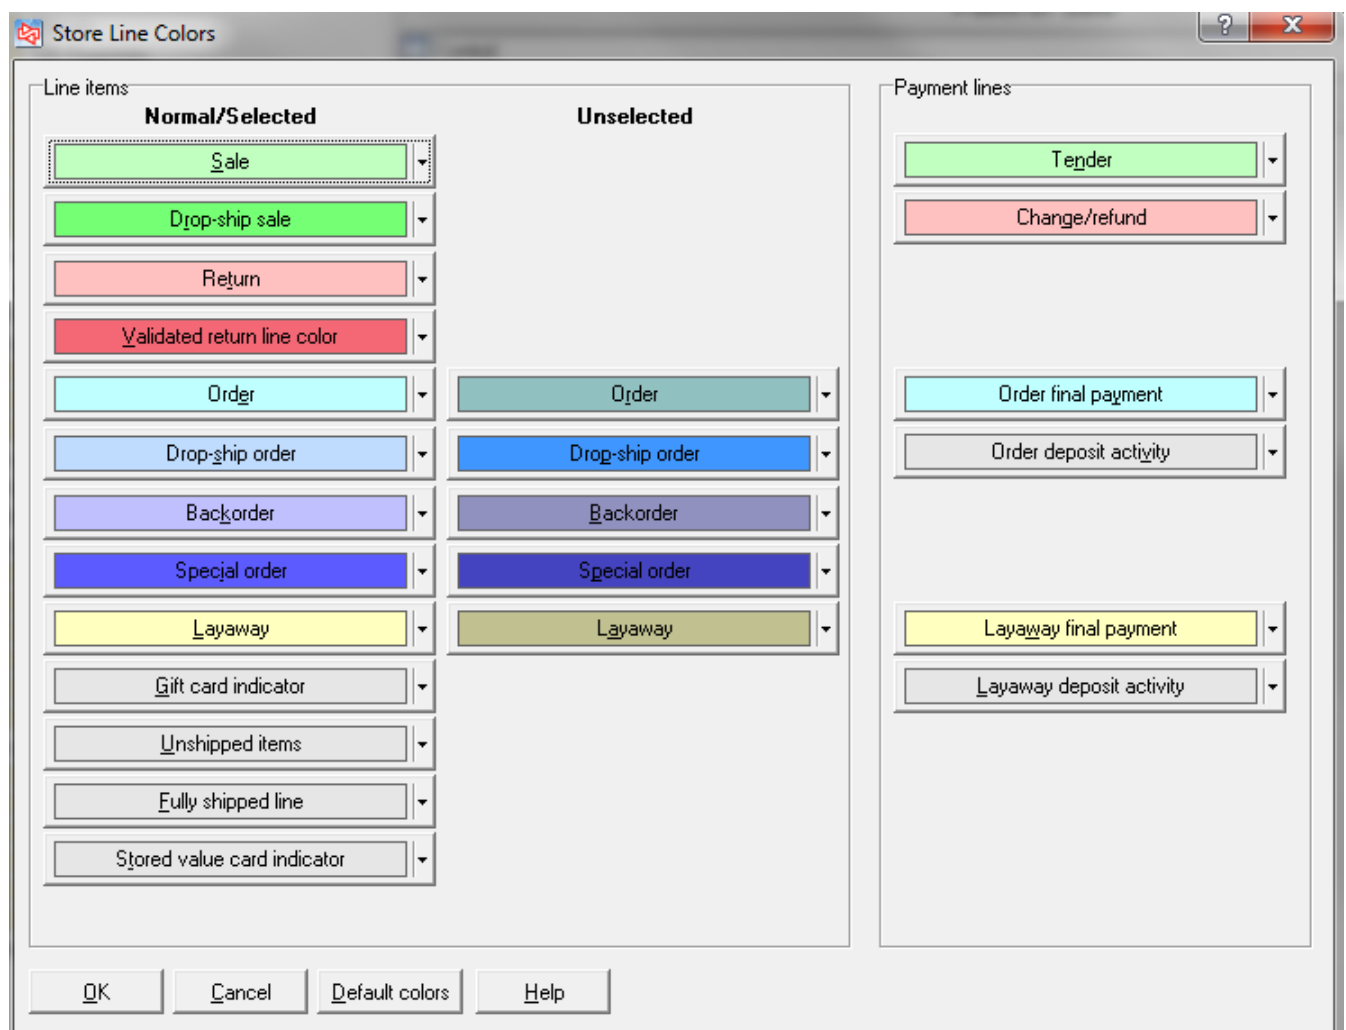 Store Line Colors
?
X
Line items
Normal/Selected
Unselected
Sale
Drop-ship sale
Return
Validated return line color
Order
Order
Drop-ship order
Drop-ship order
Backorder
Backorder
Special order
Special order
Layaway
Layaway
Gift card indicator
Unshipped items
Fully shipped line
Stored value card indicator
Payment lines
Tender
Change/refund
Order final payment
Order deposit activity
Layaway final payment
Layaway deposit activity
OK
Cancel
Default colors
Help